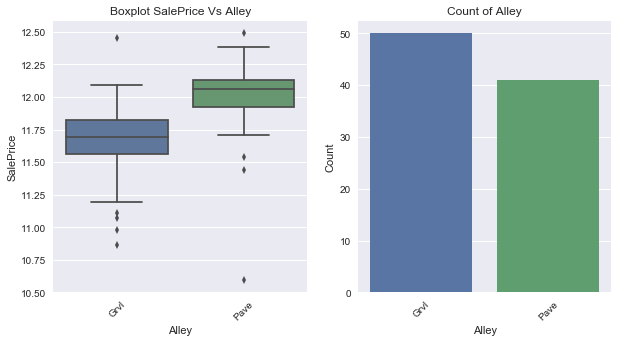 Boxplot SalePrice Vs Alley
12.50
12.25
12.00
11.75
11.50
11.25
11.00
10.75
10.50
SalePrice
Grvl
Pave
Alley
Count of Alley
50
40
30
20
10
0
Count
Grvl
Pave
Alley